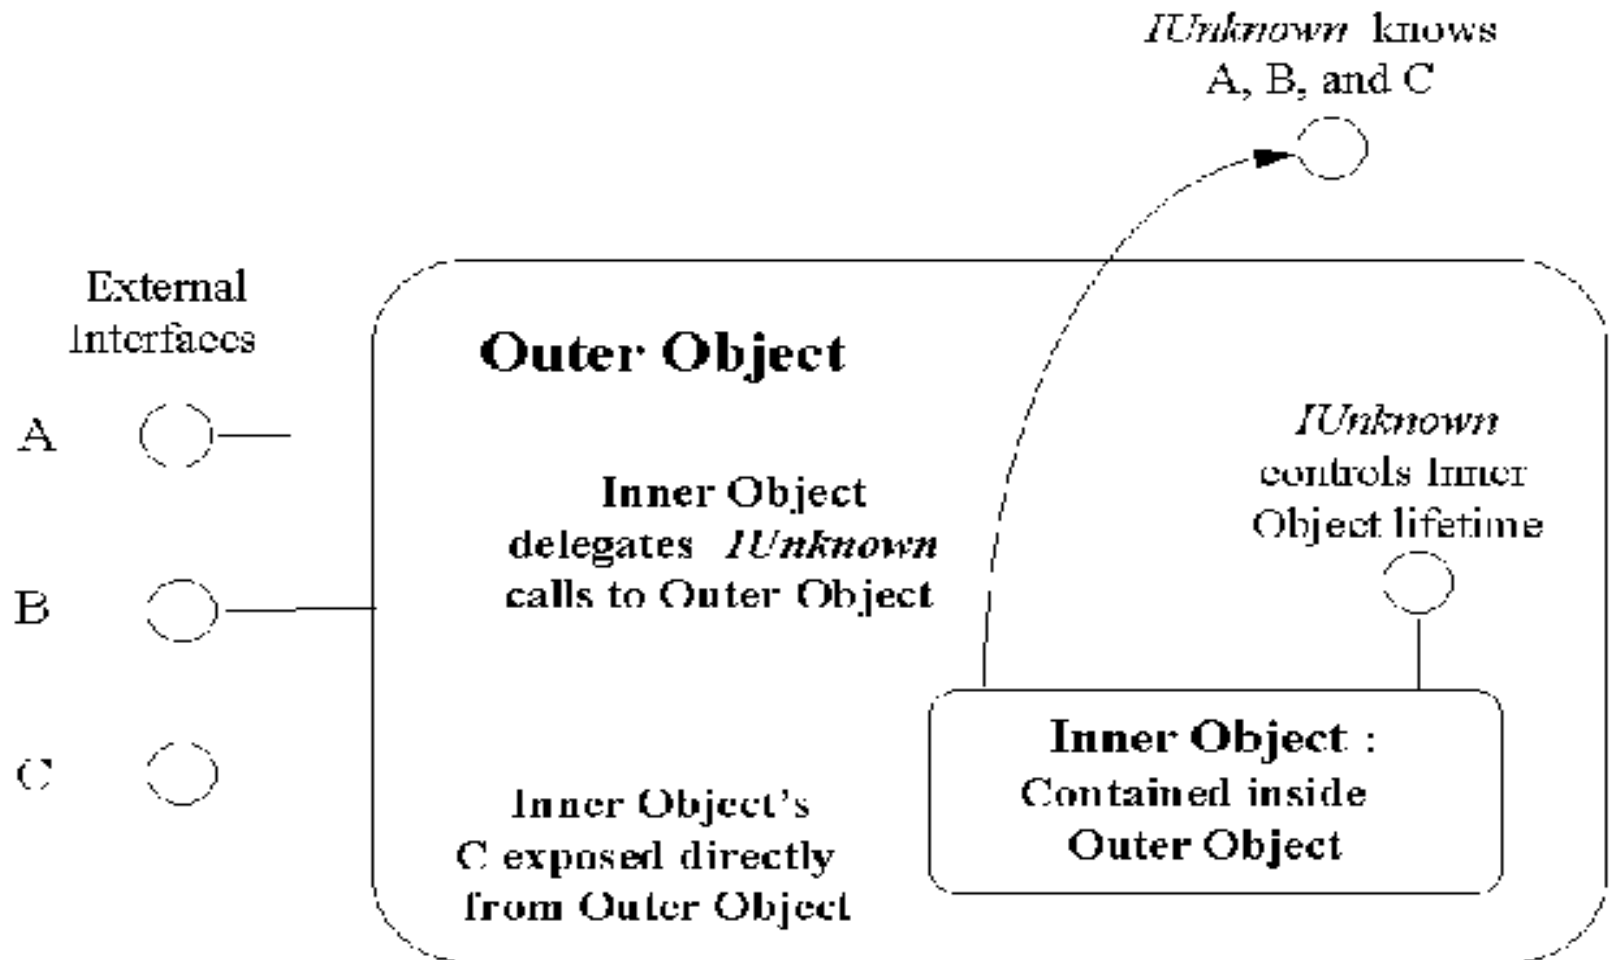 IUnknown knows
A, B, and C
External
Interfaces
Outer Object
A
Inner Object
delegates IUnknown
calls to Outer Object
IUnknown
controls Inner
Object lifetime
B
C
Inner Object's
C exposed directly
from Outer Object
Inner Object :
Contained inside
Outer Object